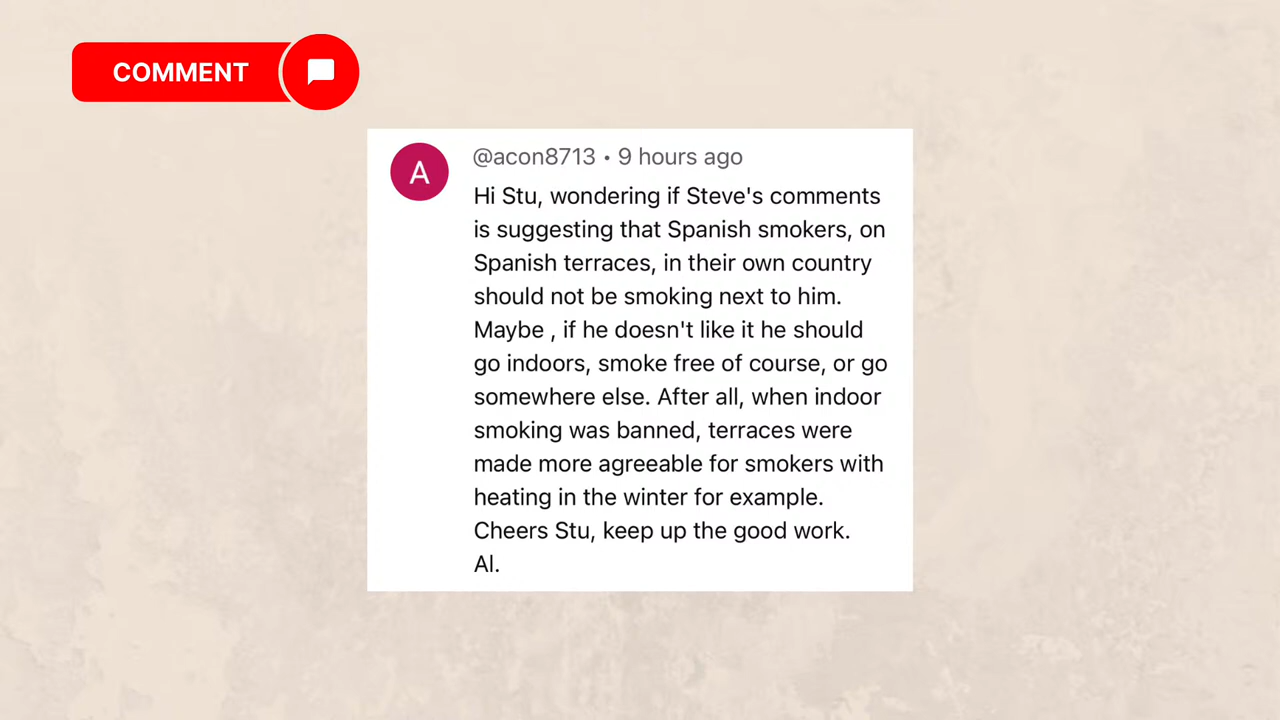 COMMENT
A
@acon8713 • 9 hours ago
Hi Stu, wondering if Steve's comments
is suggesting that Spanish smokers, on
Spanish terraces, in their own country
should not be smoking next to him.
Maybe , if he doesn't like it he should
go indoors, smoke free of course, or go
somewhere else. After all, when indoor
smoking was banned, terraces were
made more agreeable for smokers with
heating in the winter for example.
Cheers Stu, keep up the good work.
Al.